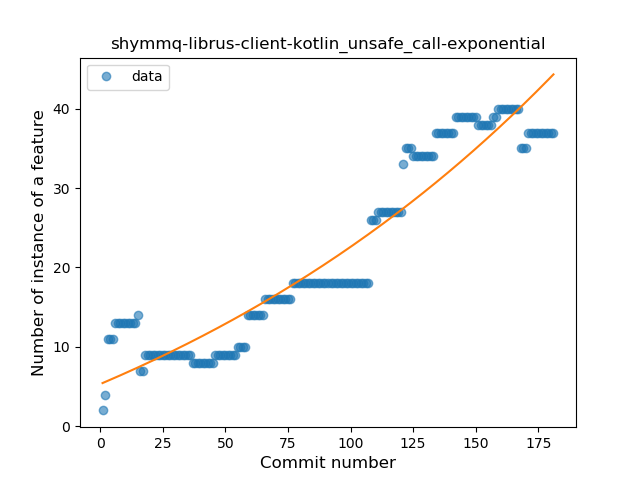 shymmq-librus-client-kotlin_unsafe_call-exponential
data
Number of instance of a feature
40
30
20
10
0
0 25 50 75 100 125 150 175
Commit number